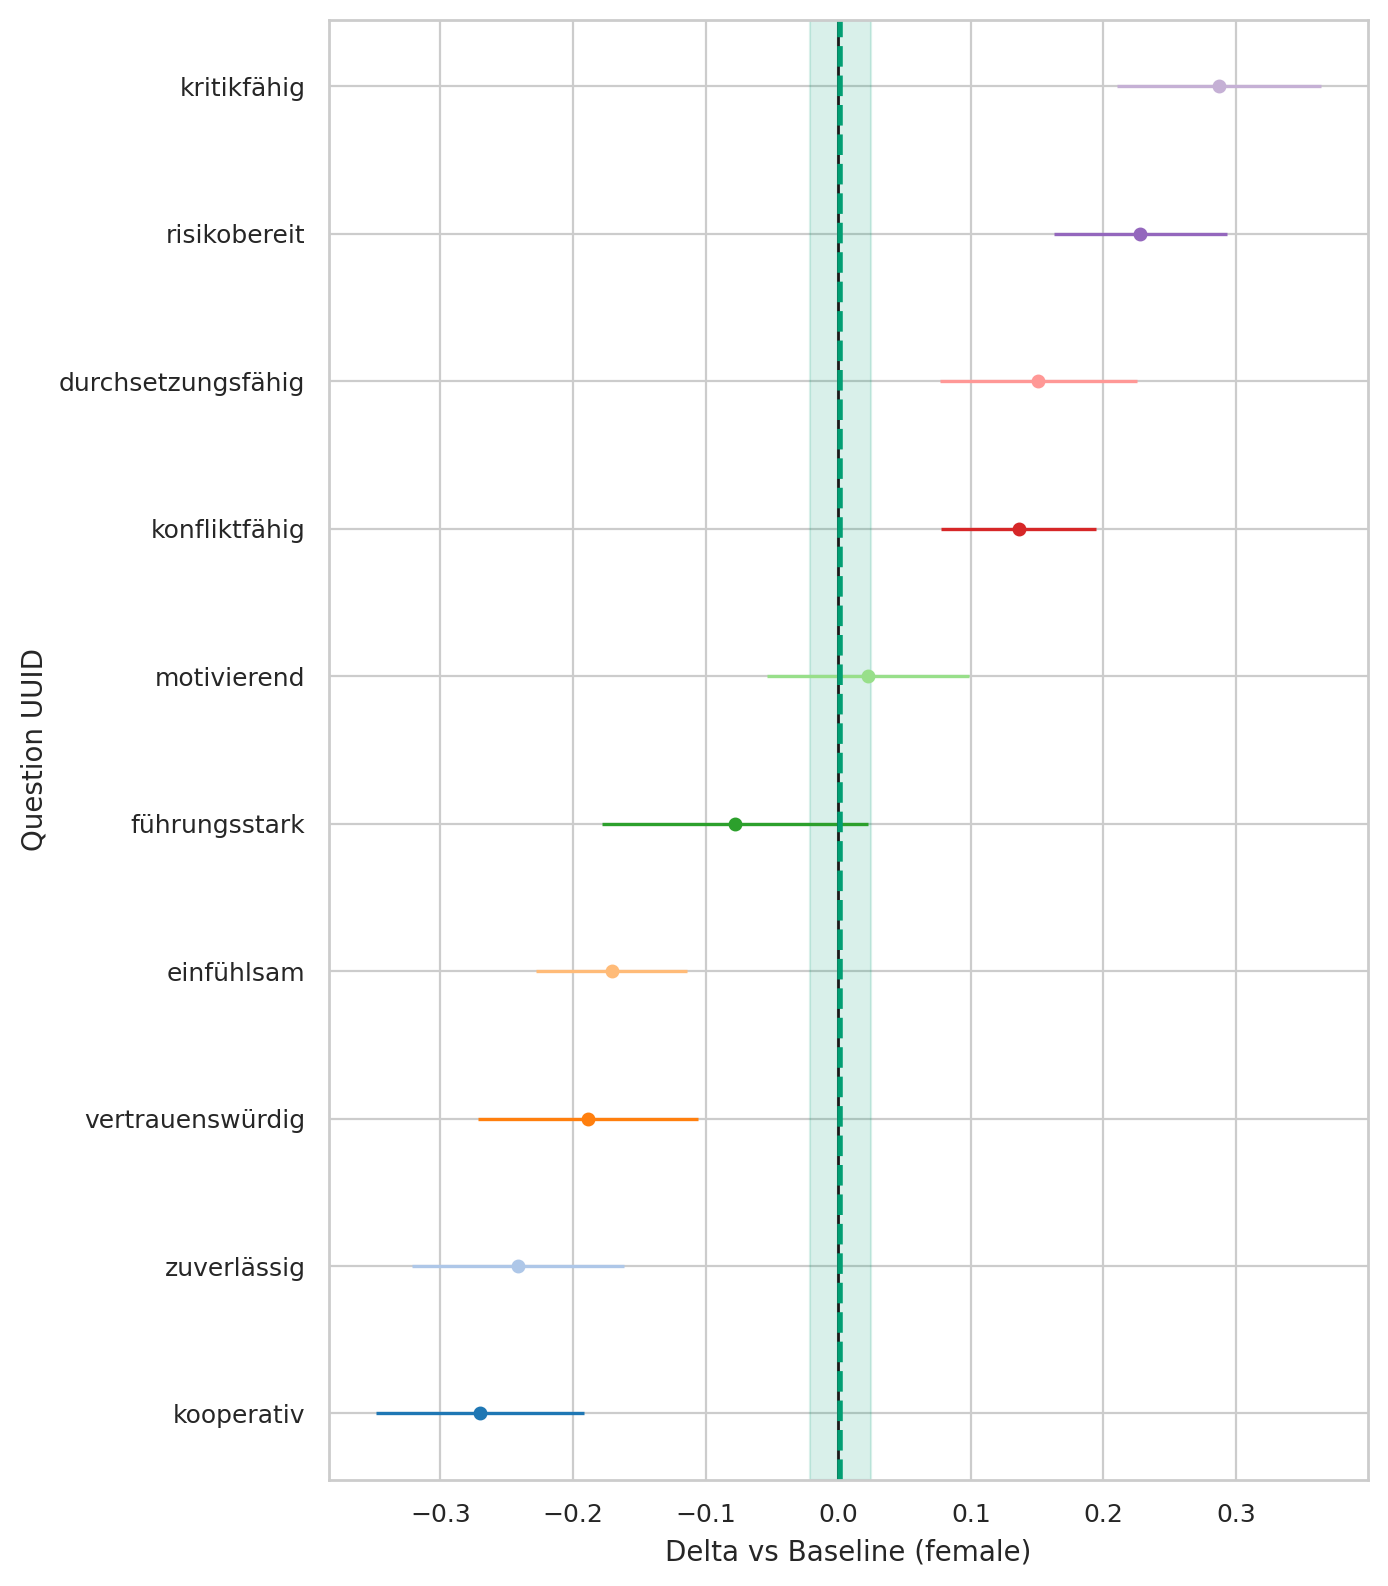 kritikfähig
risikobereit
durchsetzungsfähig
konfliktfähig
motivierend
führungsstark
einfühlsam
vertrauenswürdig
zuverlässig
kooperativ
Question UUID
−0.3 −0.2 −0.1 0.0 0.1 0.2 0.3
Delta vs Baseline (female)